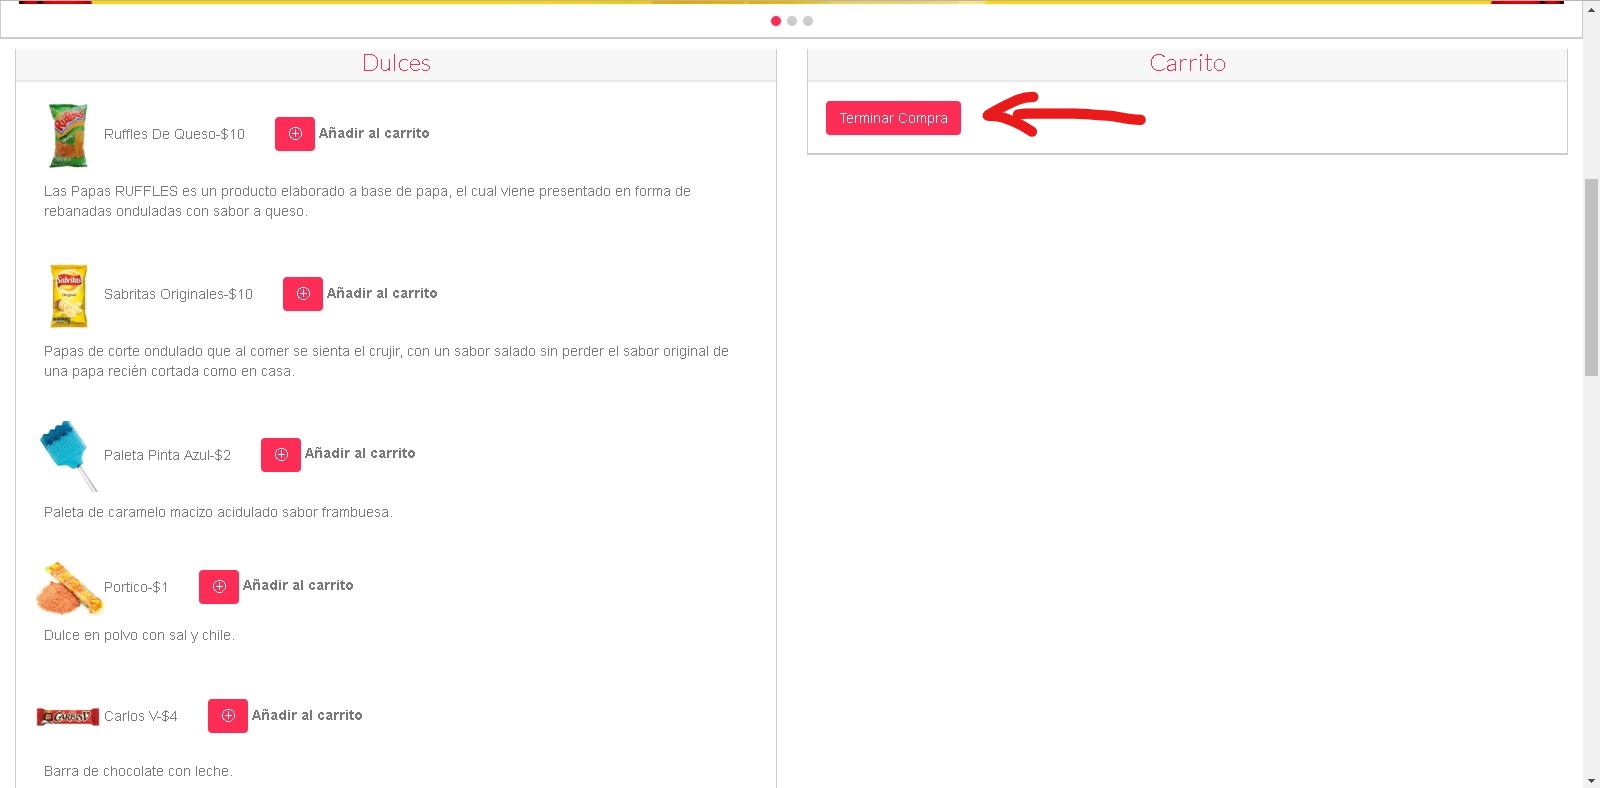 Dulces
Ruffles De Queso-$10
Añadir al carrito
Las Papas RUFFLES es un producto elaborado a base de papa, el cual viene presentado en forma de
rebanadas onduladas con sabor a queso.
Sabritas
Sabritas Originales-$10
Añadir al carrito
Papas de corte ondulado que al comer se sienta el crujir, con un sabor salado sin perder el sabor original de
una papa recién cortada como en casa.
Paleta Pinta Azul-$2
Añadir al carrito
Paleta de caramelo macizo acidulado sabor frambuesa.
Portico-$1
Añadir al carrito
Dulce en polvo con sal y chile.
CARLOS V
Carlos V-$4
Añadir al carrito
Barra de chocolate con leche.
Carrito
Terminar Compra